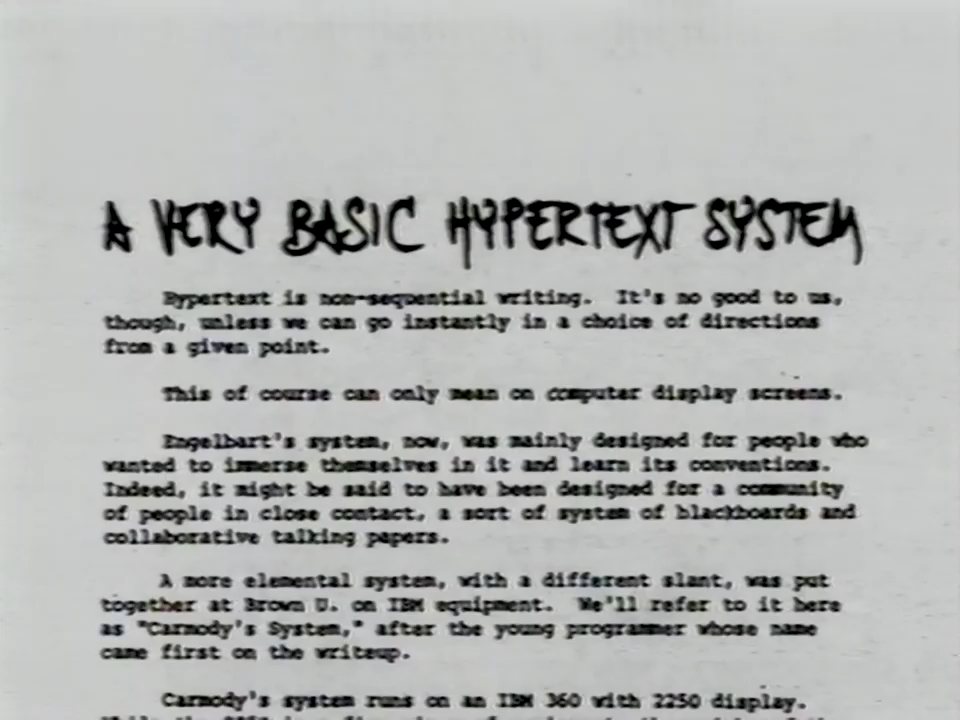 A VERY BASIC HYPERTEXT SYSTEM
Hypertext is non-sequential writing. It's no good to us,
though, unless we can go instantly in a choice of directions
from a given point.
This of course can only mean on computer display screens.
Engelbart's system, now, was mainly designed for people who
wanted to immerse themselves in it and learn its conventions.
Indeed, it might be said to have been designed for a community
of people in close contact, a sort of system of blackboards and
collaborative talking papers.
A more elemental system, with a different slant, was put
together at Brown U. on IBM equipment. We'll refer to it here
as "Carmody's System," after the young programmer whose name
came first on the writeup.
Carmody's system runs on an IBM 360 with 2250 display.